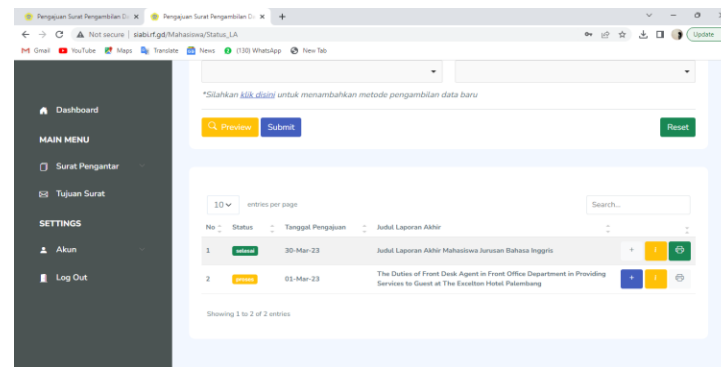 Pengajuan Surat Pengambilan Da
Pengajuan Surat Pengambilan Da
Not secure | siabi.rf.gd/Mahasiswa/Status_LA
Update
Gmail YouTube Maps Translate News (130) WhatsApp New Tab
*Silahkan klik disini untuk menambahkan metode pengambilan data baru
Preview Submit Reset
Dashboard
MAIN MENU
Surat Pengantar
Tujuan Surat
SETTINGS
Akun
Log Out
10 entries per page Search...
No Status Tanggal Pengajuan Judul Laporan Akhir
1 selesai 30-Mar-23 Judul Laporan Akhir Mahasiswa Jurusan Bahasa Inggris
2 proses 01-Mar-23 The Duties of Front Desk Agent in Front Office Department in Providing
Services to Guest at The Excelton Hotel Palembang
Showing 1 to 2 of 2 entries